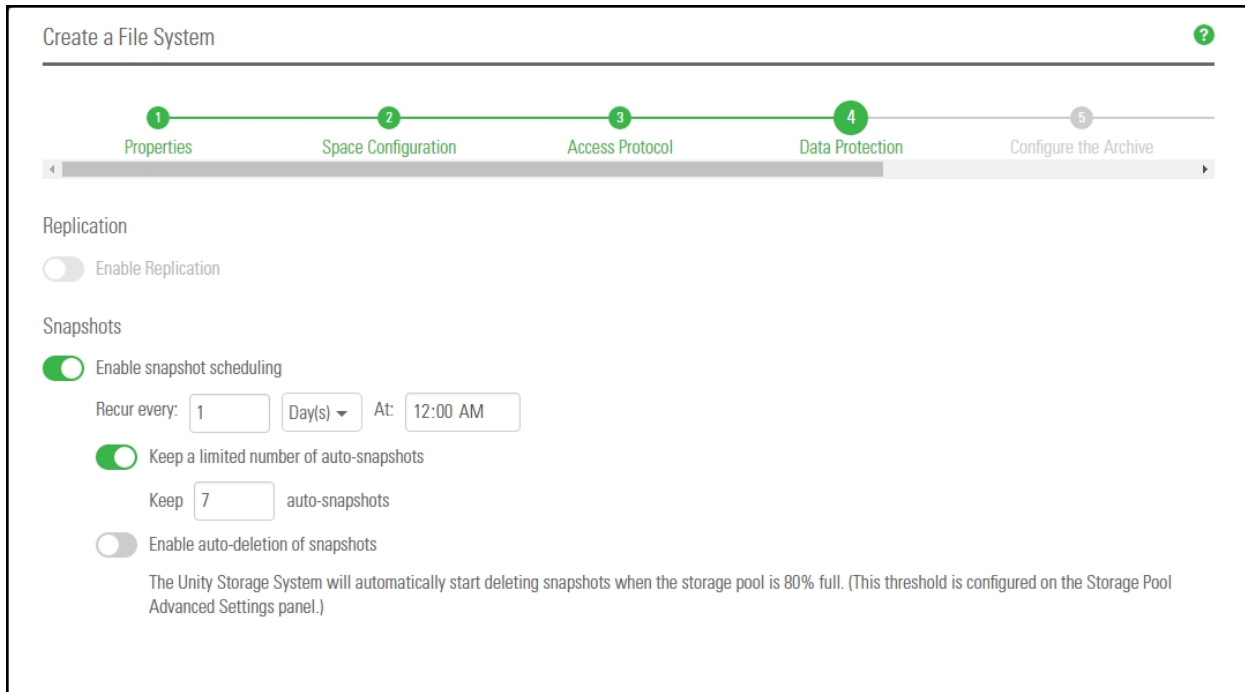 Create a File System
?
1 2 3 4 5
Properties Space Configuration Access Protocol Data Protection Configure the Archive
Replication
Enable Replication
Snapshots
Enable snapshot scheduling
Recur every: 1 Day(s) At: 12:00 AM
Keep a limited number of auto-snapshots
Keep 7 auto-snapshots
Enable auto-deletion of snapshots
The Unity Storage System will automatically start deleting snapshots when the storage pool is 80% full. (This threshold is configured on the Storage Pool
Advanced Settings panel.)